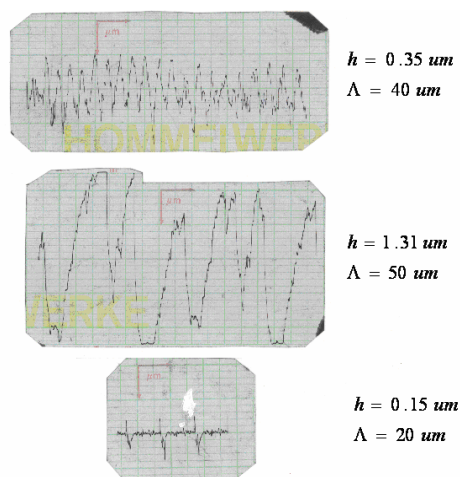 µm
h = 0.35 um
Λ = 40 um
HOMMELWER
µm
h = 1.31 um
Λ = 50 um
WERKE
µm
h = 0.15 um
Λ = 20 um